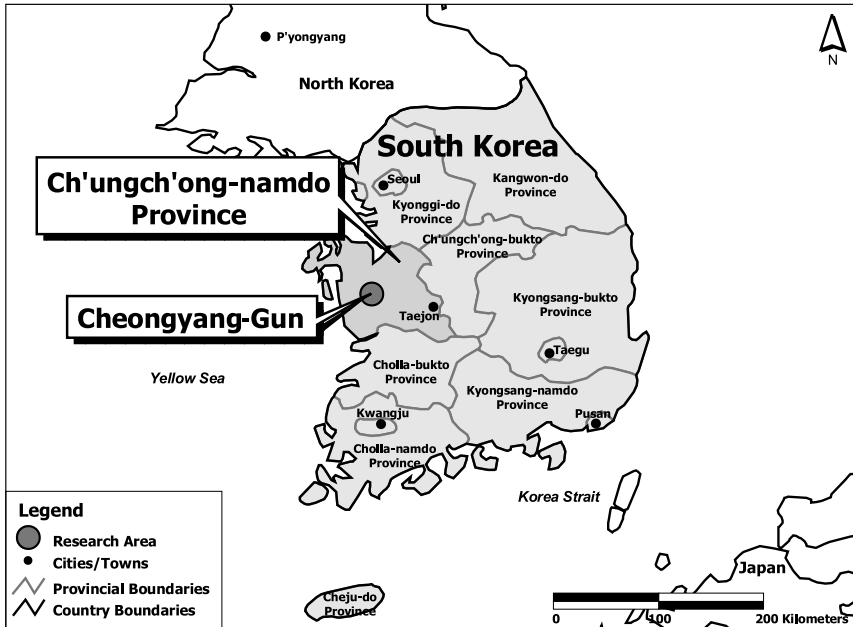 P'yongyang
North Korea
N
South Korea
Ch'ungch'ong-namdo
Province
Seoul
Kangwon-do
Province
Kyonggi-do
Province
Ch'ungch'ong-bukto
Province
Cheongyang-Gun
Taejon
Kyongsang-bukto
Province
Taegu
Yellow Sea
Cholla-bukto
Province
Kyongsang-namdo
Province
Kwangju
Pusan
Cholla-namdo
Province
Korea Strait
Legend
Research Area
Cities/Towns
Provincial Boundaries
Country Boundaries
Cheju-do
Province
Japan
0 100 200 Kilometers